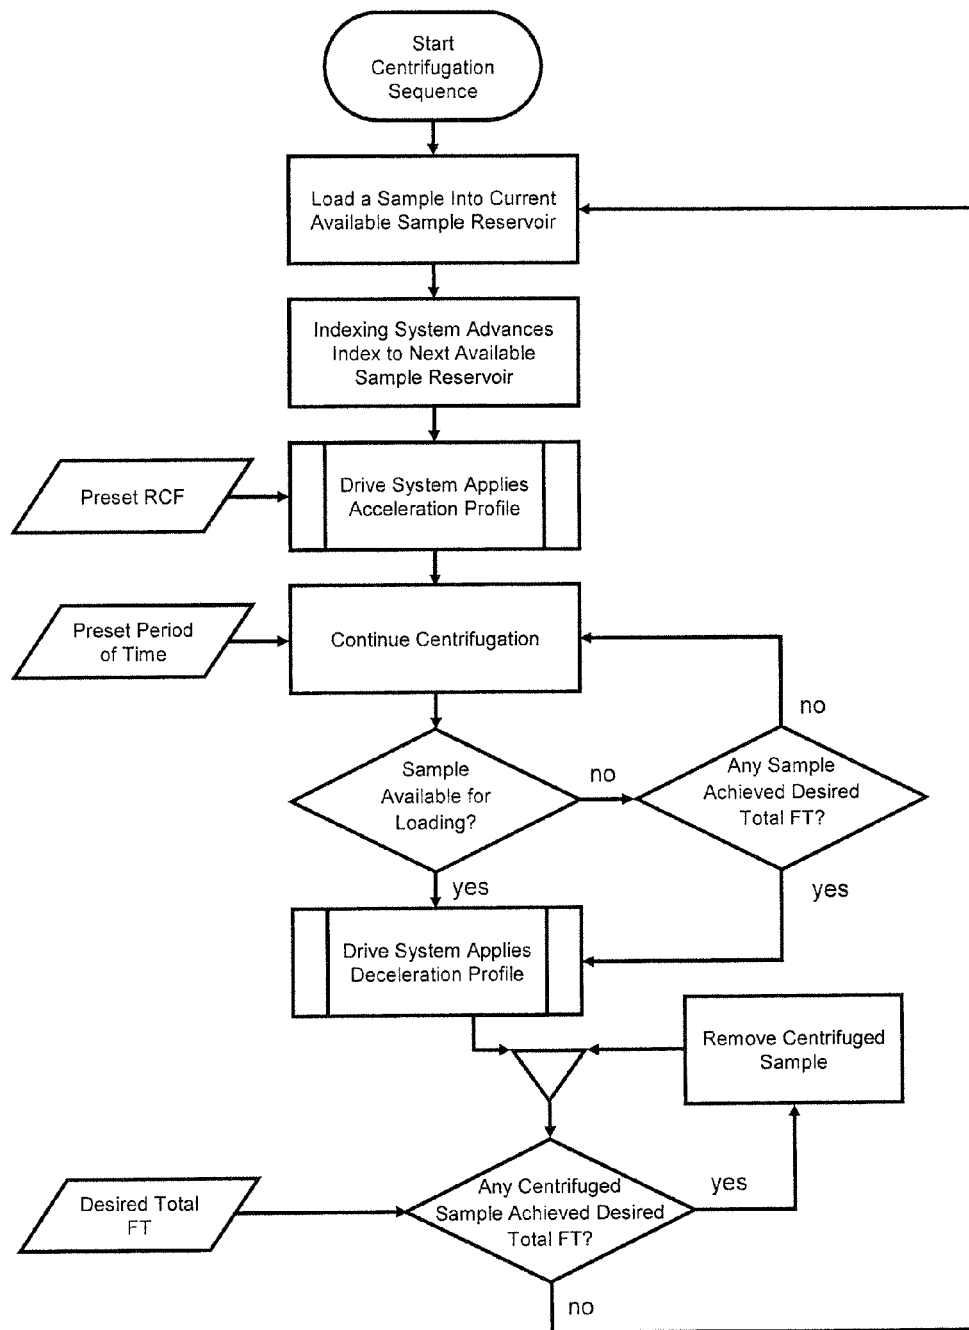 Start
Centrifugation
Sequence
Load a Sample Into Current
Available Sample Reservoir
Indexing System Advances
Index to Next Available
Sample Reservoir
Preset RCF
Drive System Applies
Acceleration Profile
Preset Period
of Time
Continue Centrifugation
no
Sample
Available for
Loading?
no
Any Sample
Achieved Desired
Total FT?
yes
yes
Drive System Applies
Deceleration Profile
Remove Centrifuged
Sample
Desired Total
FT
Any Centrifuged
Sample Achieved Desired
Total FT?
yes
no